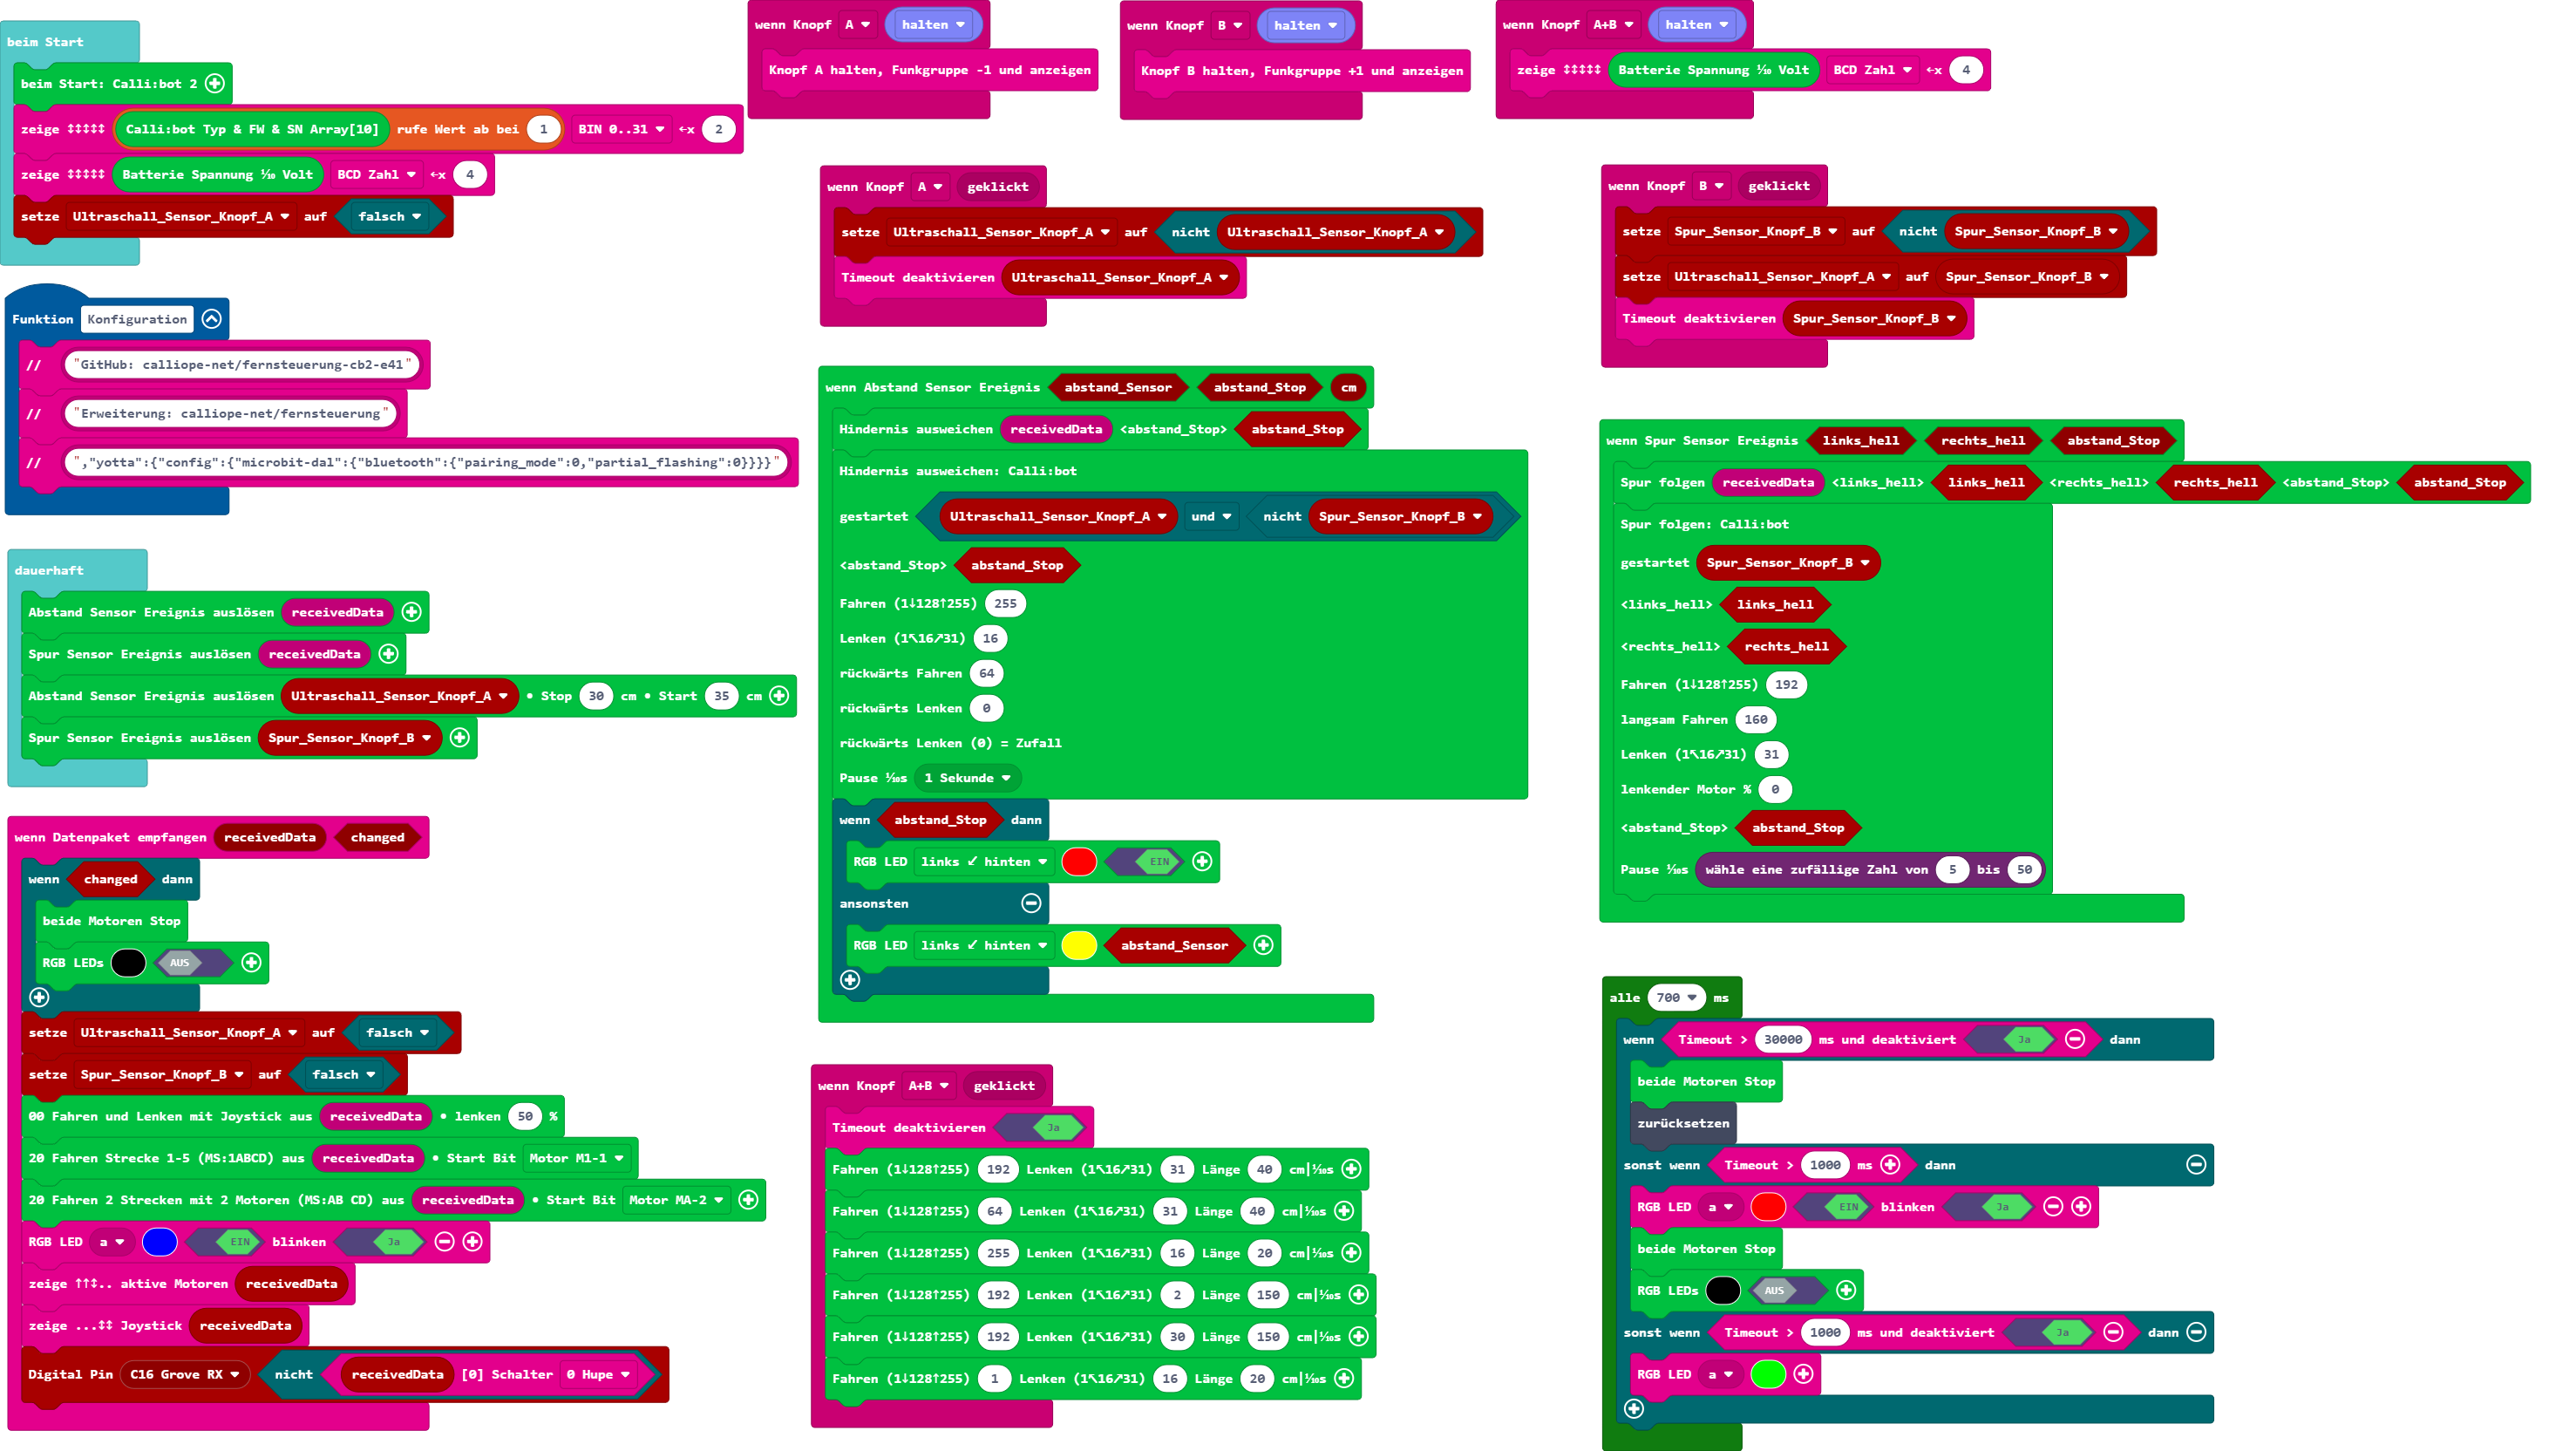 beim Start
beim Start: Calli:bot 2
zeige ↕↕↕↕↕ Calli:bot Typ & FW & SN Array[10] rufe Wert ab bei 1 BIN 0..31 ←x 2
zeige ↕↕↕↕↕ Batterie Spannung ⅒ Volt BCD Zahl ←x 4
setze Ultraschall_Sensor_Knopf_A auf falsch
Funktion Konfiguration
// "GitHub: calliope-net/fernsteuerung-cb2-e41"
// "Erweiterung: calliope-net/fernsteuerung"
// ","yotta":{"config":{"microbit-dal":{"bluetooth":{"pairing_mode":0,"partial_flashing":0}}}}"
dauerhaft
Abstand Sensor Ereignis auslösen receivedData
Spur Sensor Ereignis auslösen receivedData
Abstand Sensor Ereignis auslösen Ultraschall_Sensor_Knopf_A • Stop 30 cm • Start 35 cm
Spur Sensor Ereignis auslösen Spur_Sensor_Knopf_B
wenn Datenpaket empfangen receivedData changed
wenn changed dann
beide Motoren Stop
RGB LEDs AUS
setze Ultraschall_Sensor_Knopf_A auf falsch
setze Spur_Sensor_Knopf_B auf falsch
00 Fahren und Lenken mit Joystick aus receivedData • lenken 50 %
20 Fahren Strecke 1-5 (MS:1ABCD) aus receivedData • Start Bit Motor M1-1
20 Fahren 2 Strecken mit 2 Motoren (MS:AB CD) aus receivedData • Start Bit Motor MA-2
RGB LED a EIN blinken Ja
zeige ↑↑↕.. aktive Motoren receivedData
zeige ...↕↕ Joystick receivedData
Digital Pin C16 Grove RX nicht receivedData [0] Schalter 0 Hupe
wenn Knopf A halten
Knopf A halten, Funkgruppe -1 und anzeigen
wenn Knopf B halten
Knopf B halten, Funkgruppe +1 und anzeigen
wenn Knopf A+B halten
zeige ↕↕↕↕↕ Batterie Spannung ⅒ Volt BCD Zahl ←x 4
wenn Knopf A geklickt
setze Ultraschall_Sensor_Knopf_A auf nicht Ultraschall_Sensor_Knopf_A
Timeout deaktivieren Ultraschall_Sensor_Knopf_A
wenn Abstand Sensor Ereignis abstand_Sensor abstand_Stop cm
Hindernis ausweichen receivedData <abstand_Stop> abstand_Stop
Hindernis ausweichen: Calli:bot
gestartet Ultraschall_Sensor_Knopf_A und nicht Spur_Sensor_Knopf_B
<abstand_Stop> abstand_Stop
Fahren (1↓128↑255) 255
Lenken (1↖16↗31) 16
rückwärts Fahren 64
rückwärts Lenken 0
rückwärts Lenken (0) = Zufall
Pause ⅒s 1 Sekunde
wenn abstand_Stop dann
RGB LED links ↙ hinten EIN
ansonsten
RGB LED links ↙ hinten abstand_Sensor
wenn Knopf A+B geklickt
Timeout deaktivieren Ja
Fahren (1↓128↑255) 192 Lenken (1↖16↗31) 31 Länge 40 cm|⅒s
Fahren (1↓128↑255) 64 Lenken (1↖16↗31) 31 Länge 40 cm|⅒s
Fahren (1↓128↑255) 255 Lenken (1↖16↗31) 16 Länge 20 cm|⅒s
Fahren (1↓128↑255) 192 Lenken (1↖16↗31) 2 Länge 150 cm|⅒s
Fahren (1↓128↑255) 192 Lenken (1↖16↗31) 30 Länge 150 cm|⅒s
Fahren (1↓128↑255) 1 Lenken (1↖16↗31) 16 Länge 20 cm|⅒s
wenn Knopf B geklickt
setze Spur_Sensor_Knopf_B auf nicht Spur_Sensor_Knopf_B
setze Ultraschall_Sensor_Knopf_A auf Spur_Sensor_Knopf_B
Timeout deaktivieren Spur_Sensor_Knopf_B
wenn Spur Sensor Ereignis links_hell rechts_hell abstand_Stop
Spur folgen receivedData <links_hell> links_hell <rechts_hell> rechts_hell <abstand_Stop> abstand_Stop
Spur folgen: Calli:bot
gestartet Spur_Sensor_Knopf_B
<links_hell> links_hell
<rechts_hell> rechts_hell
Fahren (1↓128↑255) 192
langsam Fahren 160
Lenken (1↖16↗31) 31
lenkender Motor % 0
<abstand_Stop> abstand_Stop
Pause ⅒s wähle eine zufällige Zahl von 5 bis 50
alle 700 ms
wenn Timeout > 30000 ms und deaktiviert Ja dann
beide Motoren Stop
zurücksetzen
sonst wenn Timeout > 1000 ms dann
RGB LED a EIN blinken Ja
beide Motoren Stop
RGB LEDs AUS
sonst wenn Timeout > 1000 ms und deaktiviert Ja dann
RGB LED a